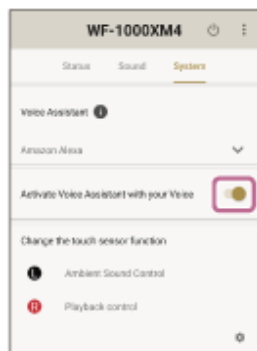 WF-1000XM4
Status Sound System
Voice Assistant
Amazon Alexa
Activate Voice Assistant with your Voice
Change the touch sensor function
L Ambient Sound Control
R Playback control